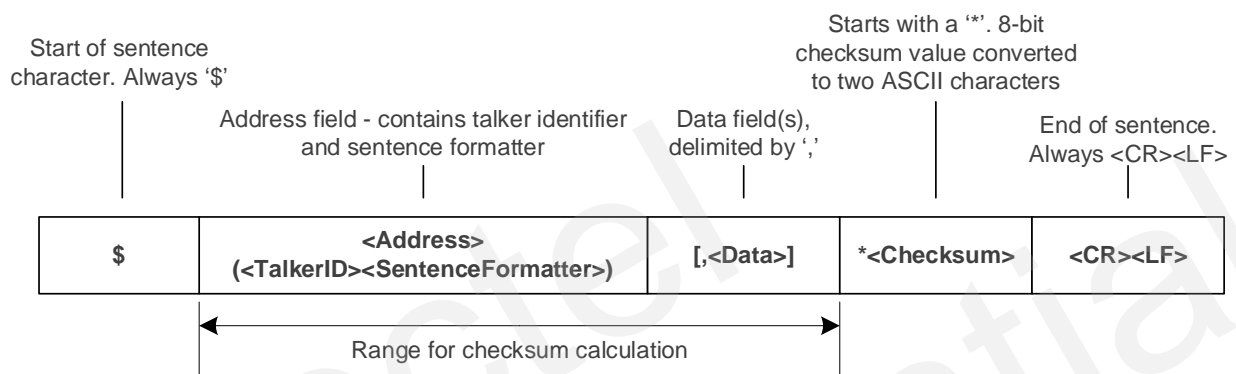 Start of sentence
character. Always ‘$’
Address field - contains talker identifier
and sentence formatter
Data field(s),
delimited by ‘,’
Starts with a ‘*’. 8-bit
checksum value converted
to two ASCII characters
End of sentence.
Always <CR><LF>
$
<Address>
(<TalkerID><SentenceFormatter>)
[,<Data>]
*<Checksum>
<CR><LF>
Range for checksum calculation